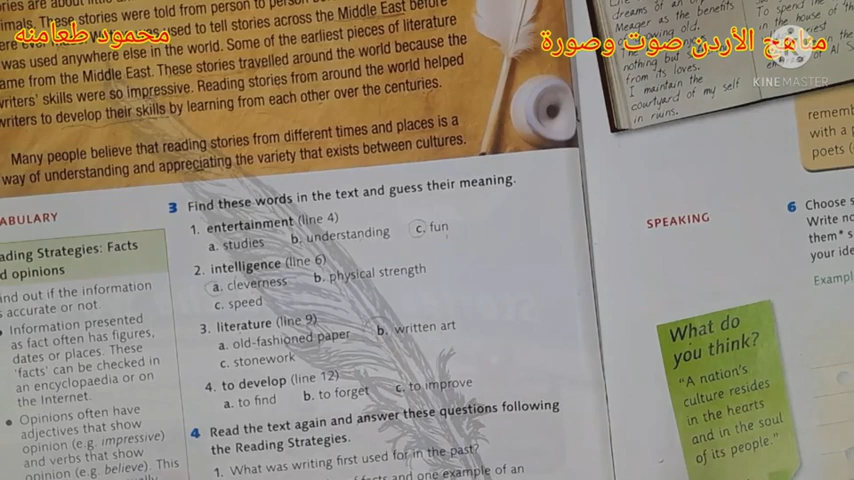 محمود طعامنه
مناهج الأردن صوت وصورة
KINEMASTER
These stories were told from person to person
used to tell stories across the Middle East before
was used anywhere else in the world. Some of the earliest pieces of literature
ame from the Middle East. These stories travelled around the world because the
writers' skills were so impressive. Reading stories from around the world helped
writers to develop their skills by learning from each other over the centuries.
Many people believe that reading stories from different times and places is a
way of understanding and appreciating the variety that exists between cultures.
ABULARY
ading Strategies: Facts
d opinions
ind out if the information
s accurate or not.
Information presented
as fact often has figures,
dates or places. These
'facts' can be checked in
an encyclopaedia or on
the Internet.
• Opinions often have
adjectives that show
opinion (e.g. impressive)
and verbs that show
opinion (e.g. believe). This
3 Find these words in the text and guess their meaning.
1. entertainment (line 4)
a. studies b. understanding c. fun
2. intelligence (line 6)
a. cleverness b. physical strength
c. speed
3. literature (line 9)
a. old-fashioned paper b. written art
c. stonework
4. to develop (line 12)
a. to find b. to forget c. to improve
4 Read the text again and answer these questions following
the Reading Strategies.
1. What was writing first used for in the past?
of facts and one example of an
dreams of an
Meager as the benefits
growing old.
nothing but
from its loves.
I maintain the
courtyard of my self
in ruins.
To spend the
in the house of
rememb
with a p
poets (
SPEAKING
6 Choose s
Write no
them* s
your ide
Exampl
What do
you think?
"A nation's
culture resides
in the hearts
and in the soul
of its people."